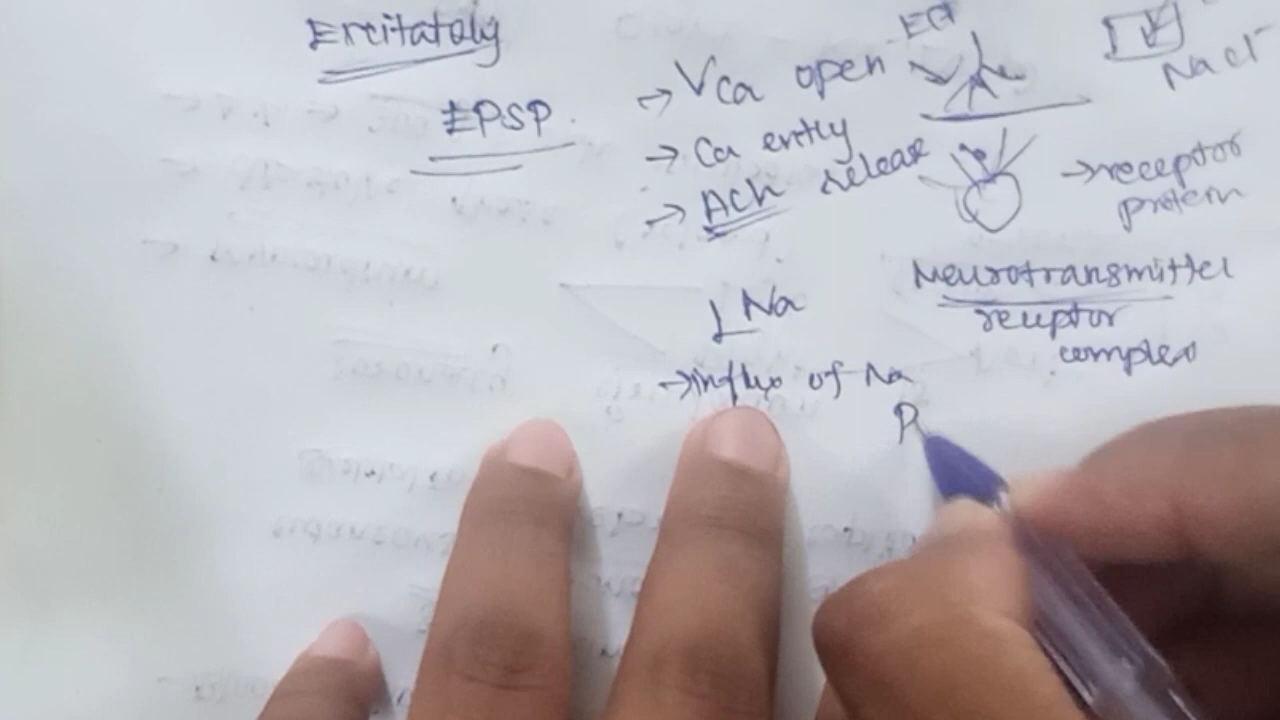 Excitatory
EPSP
→ Vca open
→ Ca entry
→ ACh release
Na
→ influx of Na
ECF
NaCl
→ receptor
protein
Neurotransmitter
receptor
complex
P